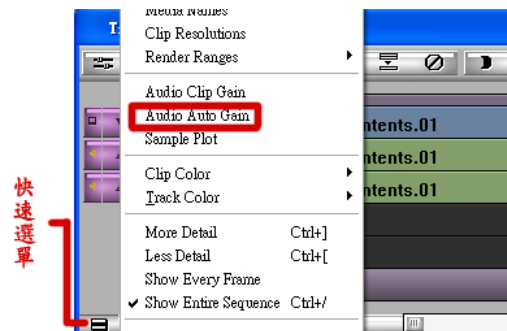 Media Names
Clip Resolutions
Render Ranges
Audio Clip Gain
Audio Auto Gain
Sample Plot
Clip Color
Track Color
More Detail Ctrl+]
Less Detail Ctrl+[
Show Every Frame
Show Entire Sequence Ctrl+/
ntents.01
ntents.01
ntents.01
快速選單